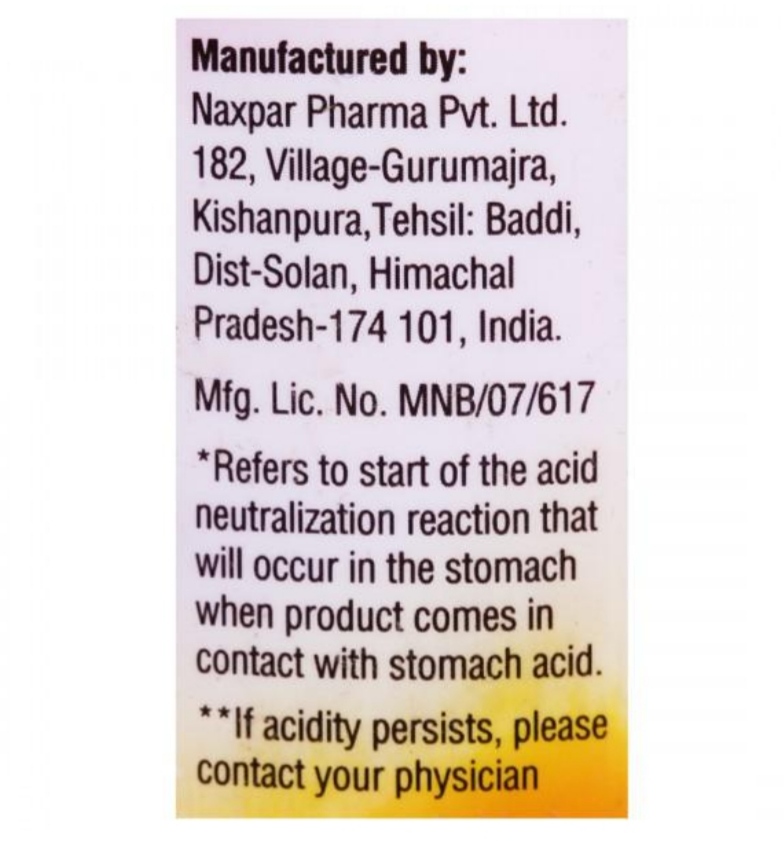 Manufactured by:
Naxpar Pharma Pvt. Ltd.
182, Village-Gurumajra,
Kishanpura,Tehsil: Baddi,
Dist-Solan, Himachal
Pradesh-174 101, India.
Mfg. Lic. No. MNB/07/617
*Refers to start of the acid
neutralization reaction that
will occur in the stomach
when product comes in
contact with stomach acid.
**If acidity persists, please
contact your physician